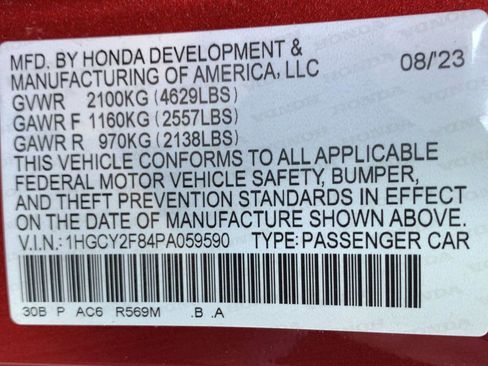 MFD. BY HONDA DEVELOPMENT &
MANUFACTURING OF AMERICA, LLC 08/'23
GVWR 2100KG (4629LBS)
GAWR F 1160KG (2557LBS)
GAWR R 970KG (2138LBS)
THIS VEHICLE CONFORMS TO ALL APPLICABLE
FEDERAL MOTOR VEHICLE SAFETY, BUMPER,
AND THEFT PREVENTION STANDARDS IN EFFECT
ON THE DATE OF MANUFACTURE SHOWN ABOVE.
V.I.N.: 1HGCY2F84PA059590 TYPE: PASSENGER CAR
30B P AC6 R569M .B .A